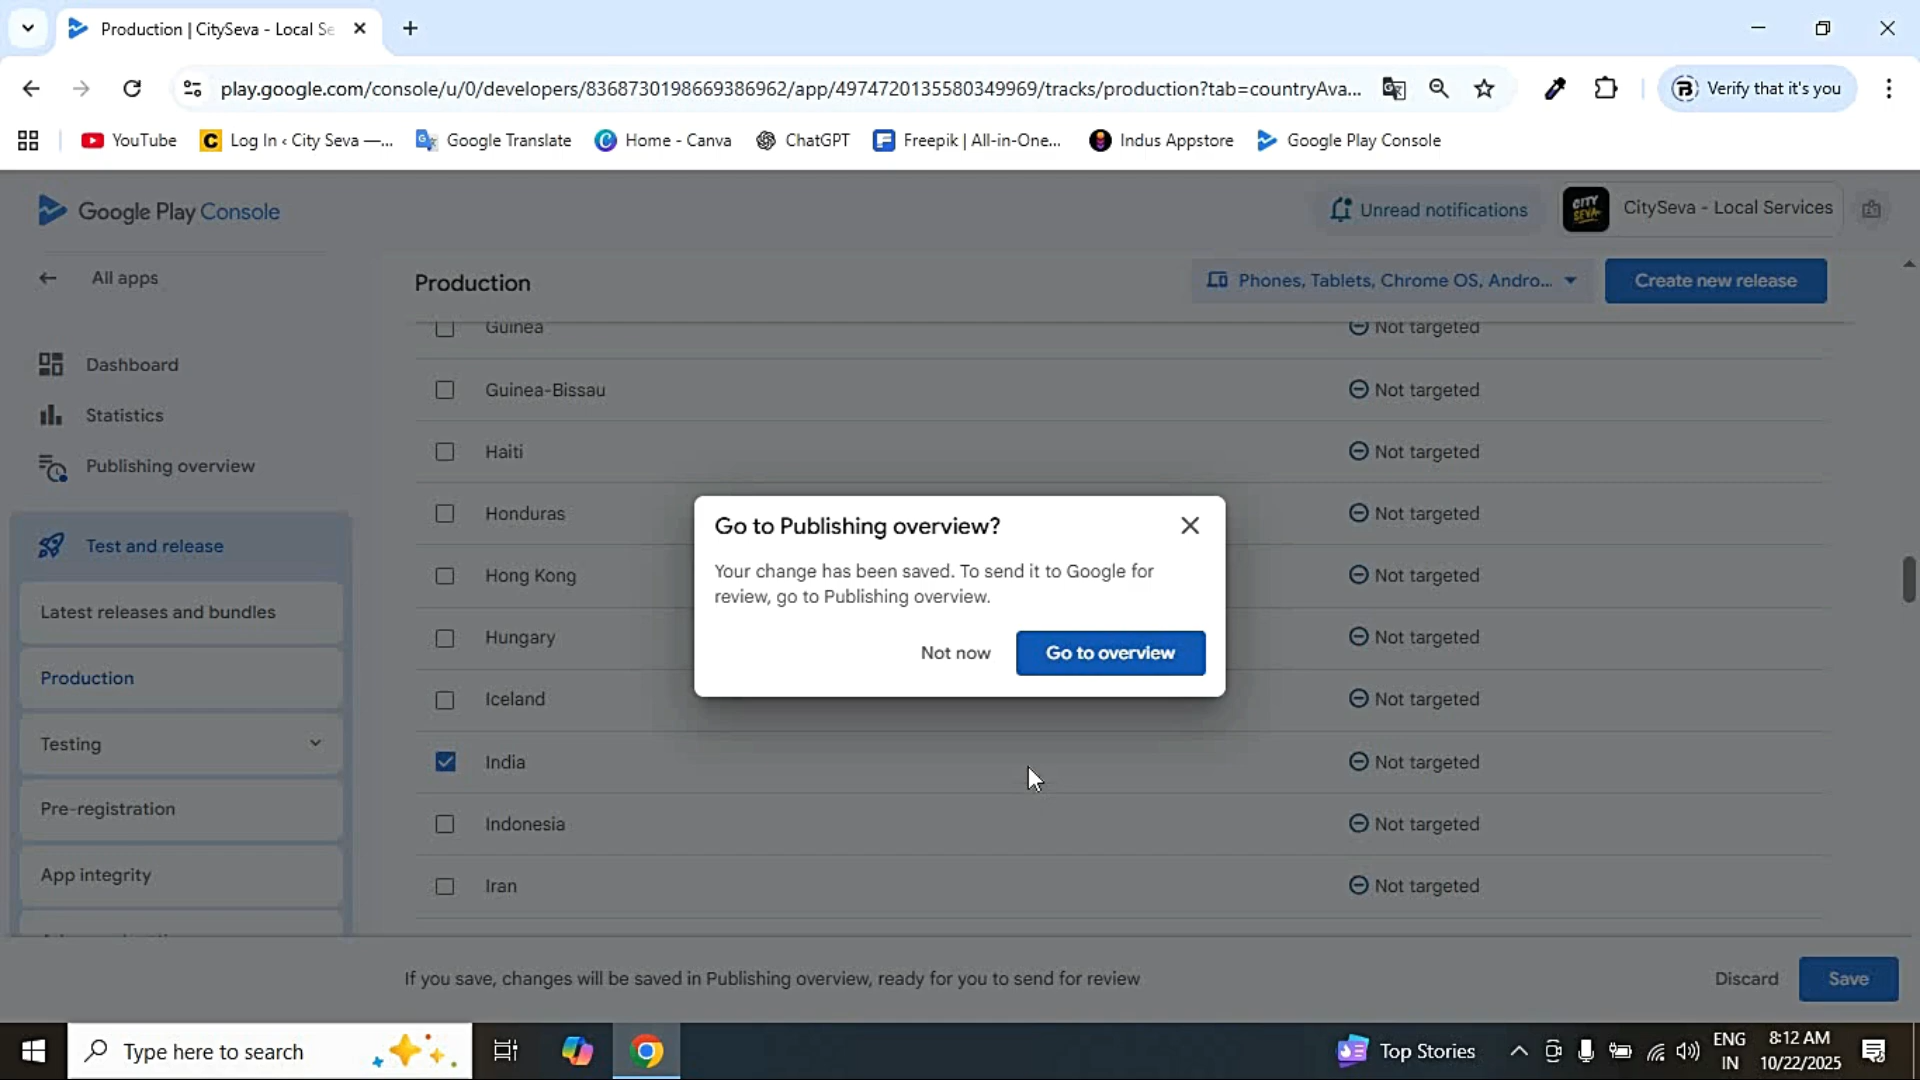 Production | CitySeva - Local Se
play.google.com/console/u/0/developers/8368730198669386962/app/4974720135580349969/tracks/production?tab=countryAva...
Verify that it's you
YouTube
Log In ‹ City Seva —...
Google Translate
Home - Canva
ChatGPT
Freepik | All-in-One...
Indus Appstore
Google Play Console
Google Play Console
Unread notifications
CITY SEVA
CitySeva - Local Services
All apps
Production
Phones, Tablets, Chrome OS, Andro...
Create new release
Guinea
Not targeted
Dashboard
Guinea-Bissau
Not targeted
Statistics
Haiti
Not targeted
Publishing overview
Honduras
Not targeted
Test and release
Hong Kong
Not targeted
Latest releases and bundles
Hungary
Not targeted
Production
Iceland
Not targeted
Testing
India
Not targeted
Pre-registration
Indonesia
Not targeted
App integrity
Iran
Not targeted
Go to Publishing overview?
Your change has been saved. To send it to Google for
review, go to Publishing overview.
Not now
Go to overview
If you save, changes will be saved in Publishing overview, ready for you to send for review
Discard
Save
Type here to search
Top Stories
ENG
IN
8:12 AM
10/22/2025